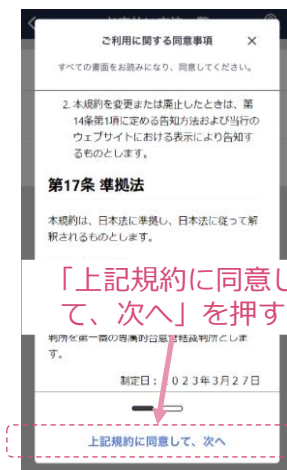 ご利用に関する同意事項 ×
すべての書面をお読みになり、同意してください。
2. 本規約を変更または廃止したときは、第
14条第1項に定める告知方法および当行の
ウェブサイトにおける表示により告知す
るものとします。
第17条 準拠法
本規約は、日本法に準拠し、日本法に従って解
釈されるものとします。
「上記規約に同意し
て、次へ」を押す
判所を第一審の専属的合意管轄裁判所としま
す。
制定日：2023年3月27日
上記規約に同意して、次へ